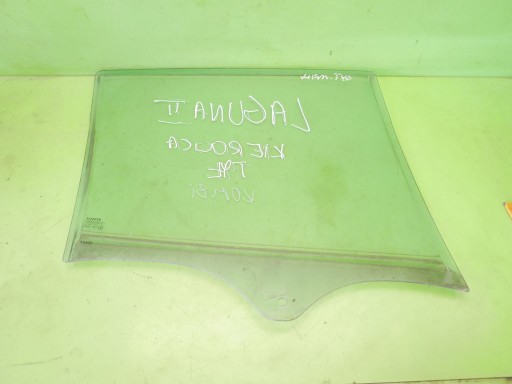 LAGUNA II
KIEROWCA
TYŁ
KOMBI